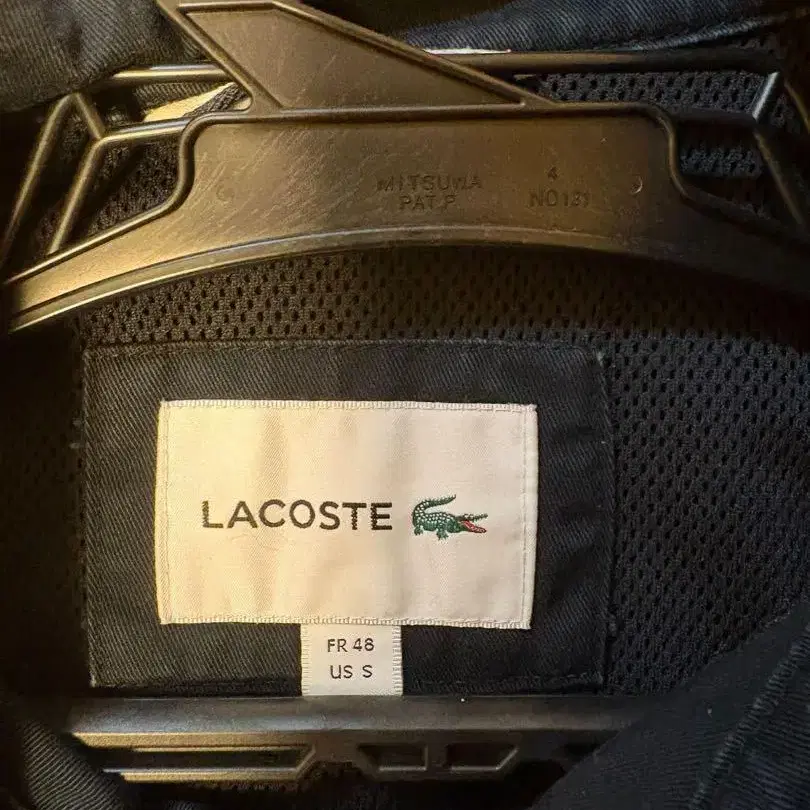 MITSUWA 4
PAT.P NO131
LACOSTE
FR 48
US S